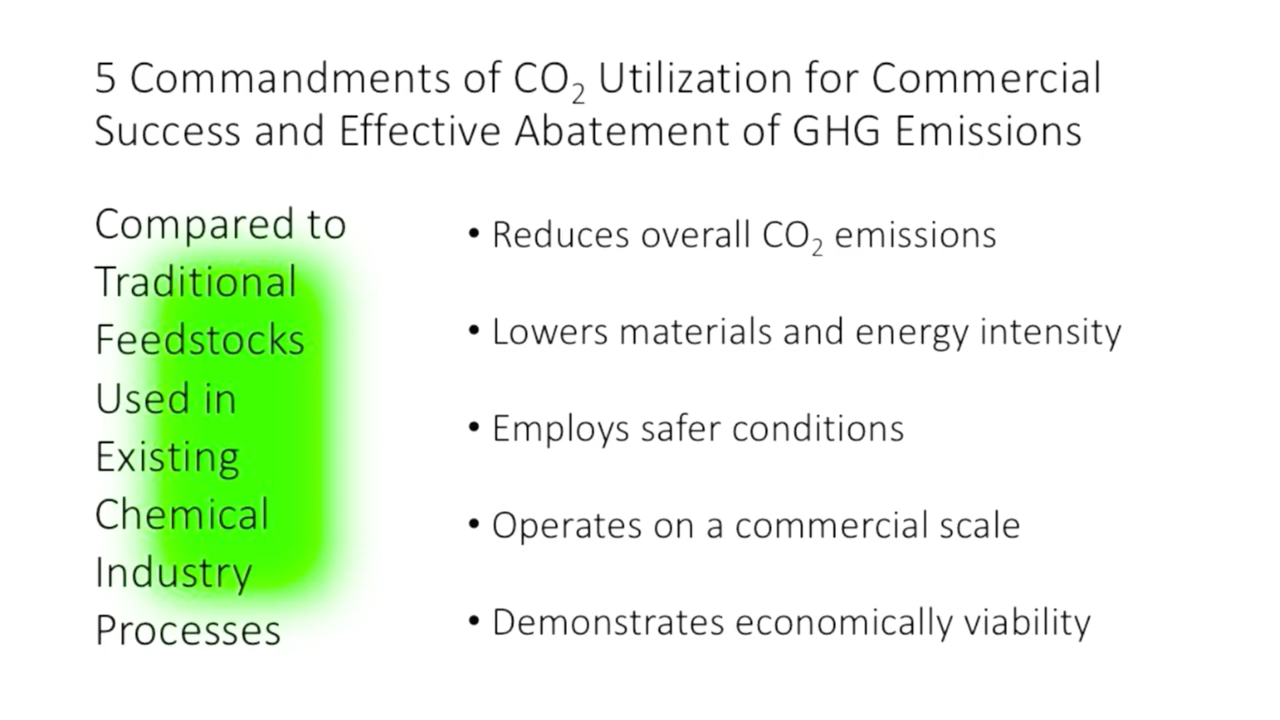 5 Commandments of CO₂ Utilization for Commercial
Success and Effective Abatement of GHG Emissions
Compared to
Traditional
Feedstocks
Used in
Existing
Chemical
Industry
Processes
• Reduces overall CO₂ emissions
• Lowers materials and energy intensity
• Employs safer conditions
• Operates on a commercial scale
• Demonstrates economically viability